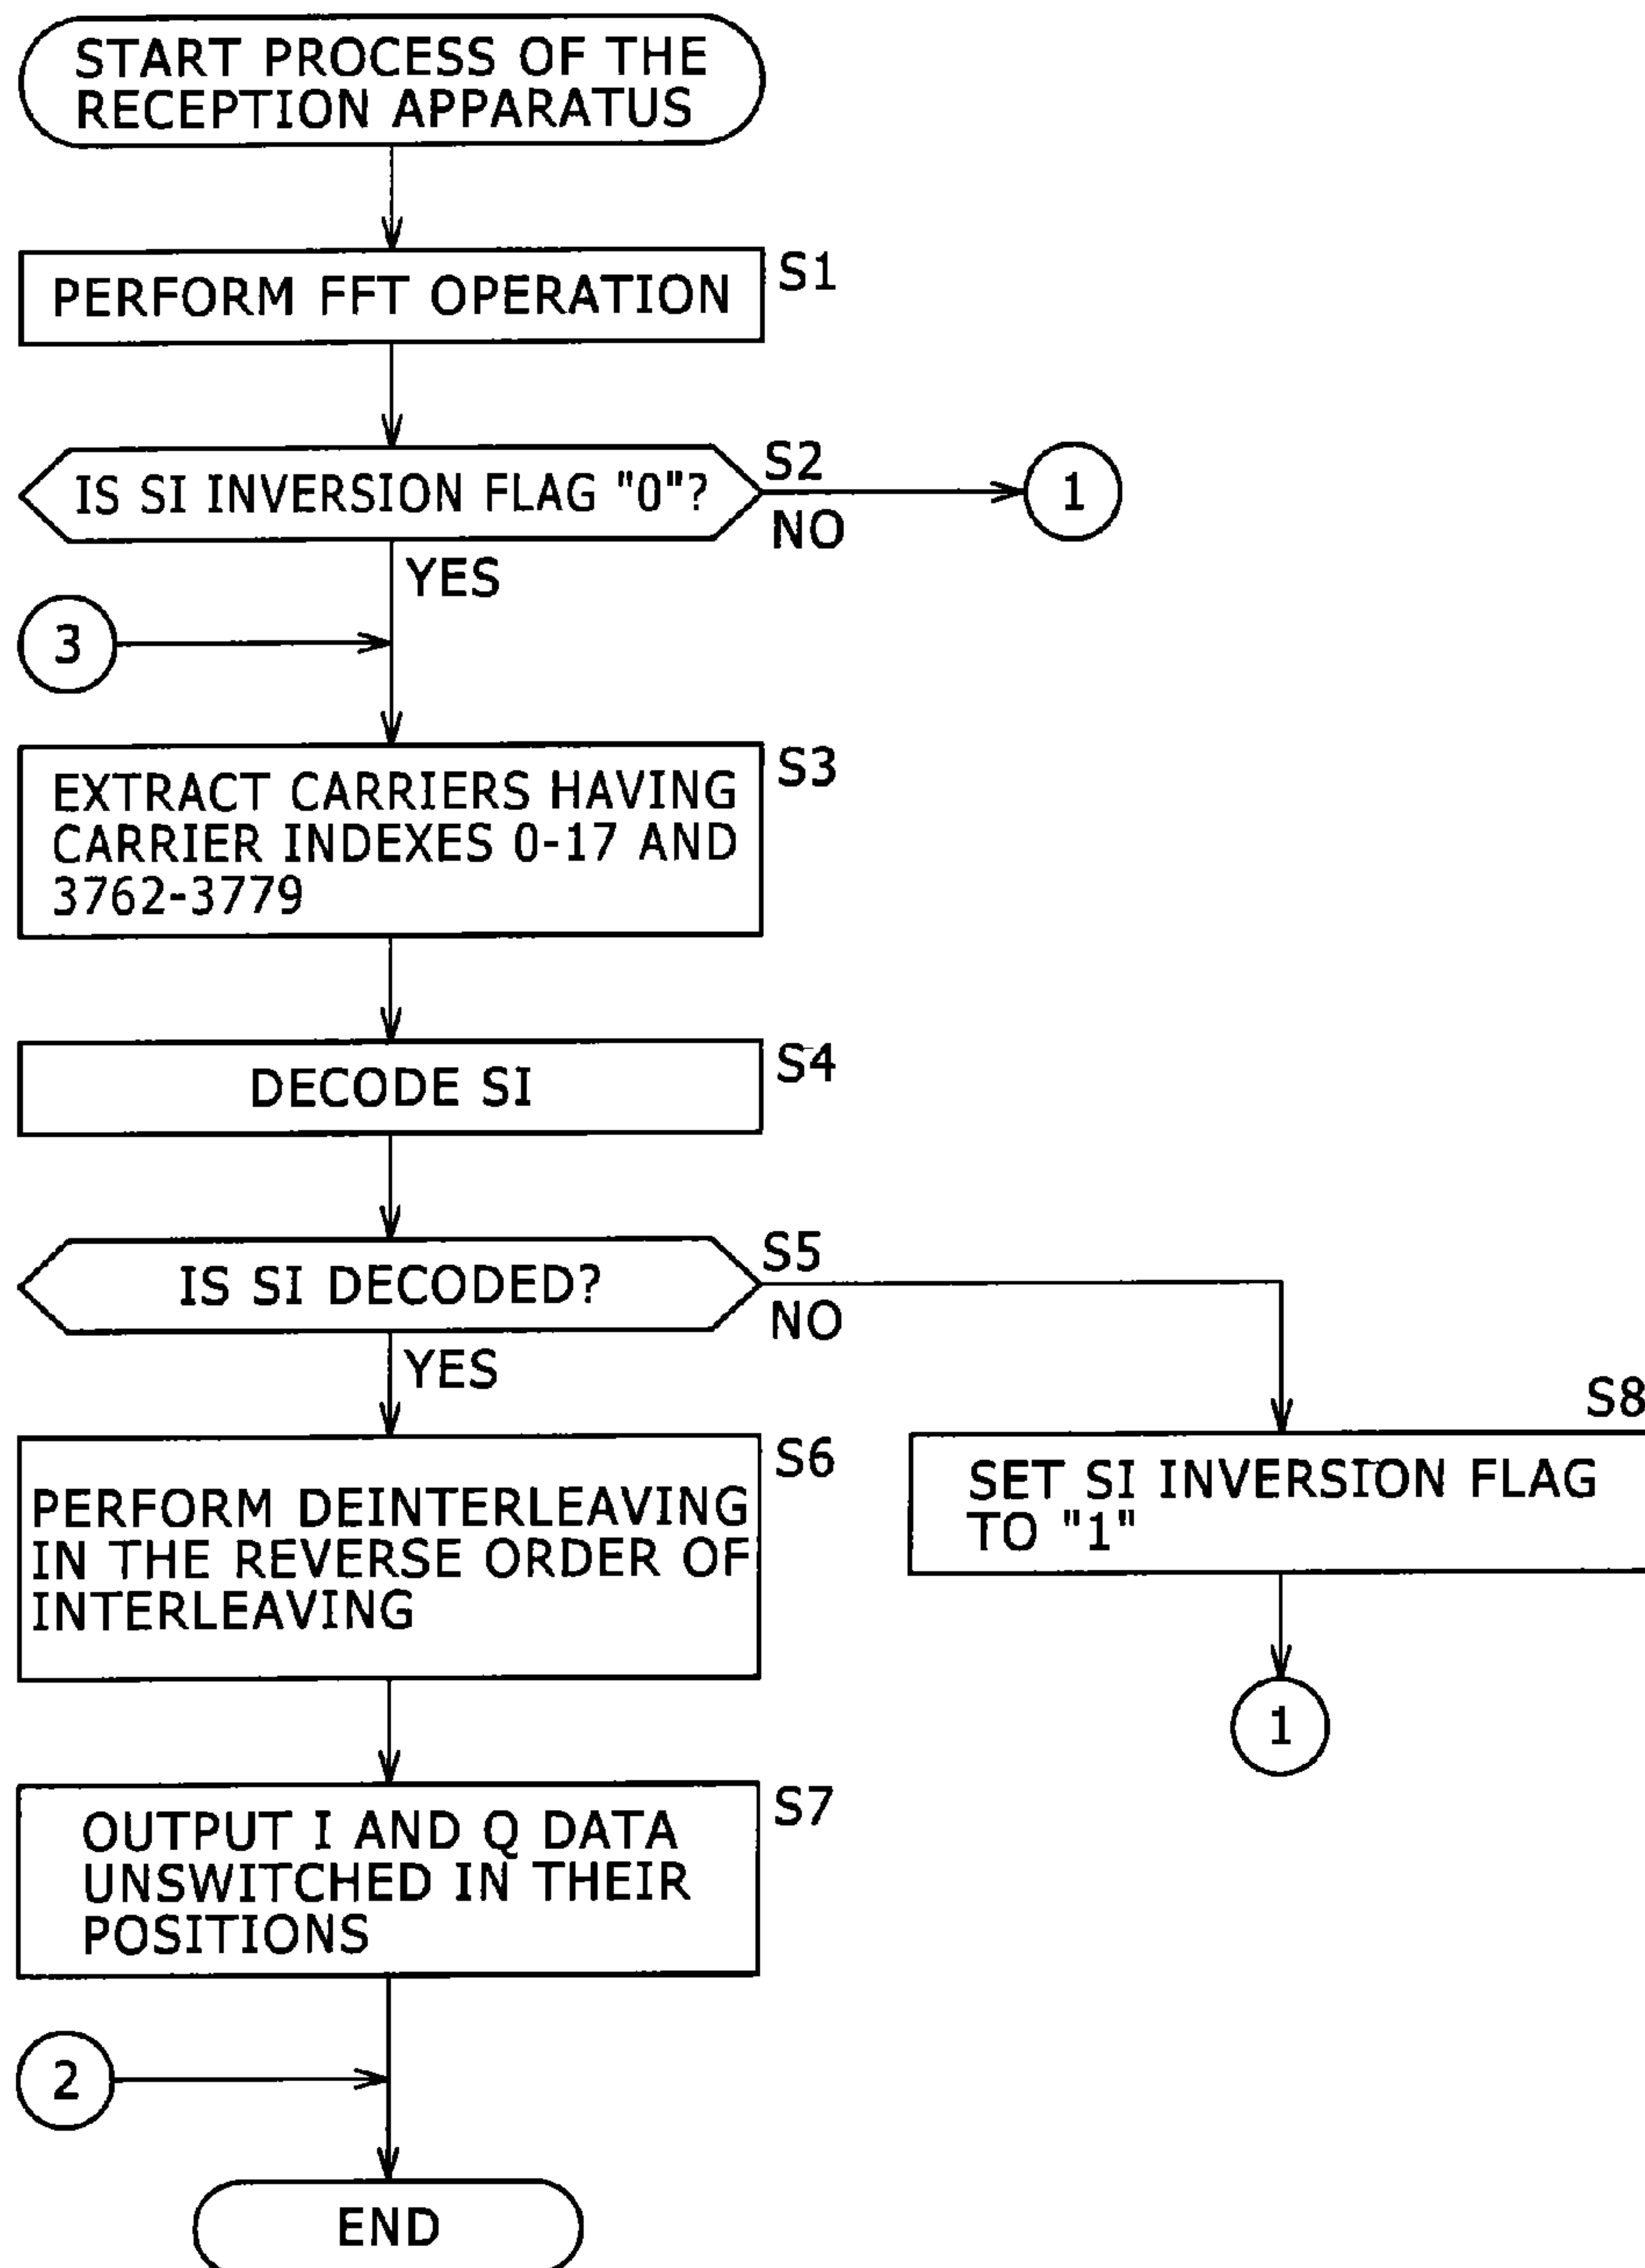 START PROCESS OF THE
RECEPTION APPARATUS
PERFORM FFT OPERATION
S1
IS SI INVERSION FLAG "0"?
S2
NO
1
YES
3
EXTRACT CARRIERS HAVING
CARRIER INDEXES 0-17 AND
3762-3779
S3
DECODE SI
S4
IS SI DECODED?
S5
NO
YES
S8
SET SI INVERSION FLAG
TO "1"
1
S6
PERFORM DEINTERLEAVING
IN THE REVERSE ORDER OF
INTERLEAVING
S7
OUTPUT I AND Q DATA
UNSWITCHED IN THEIR
POSITIONS
2
END